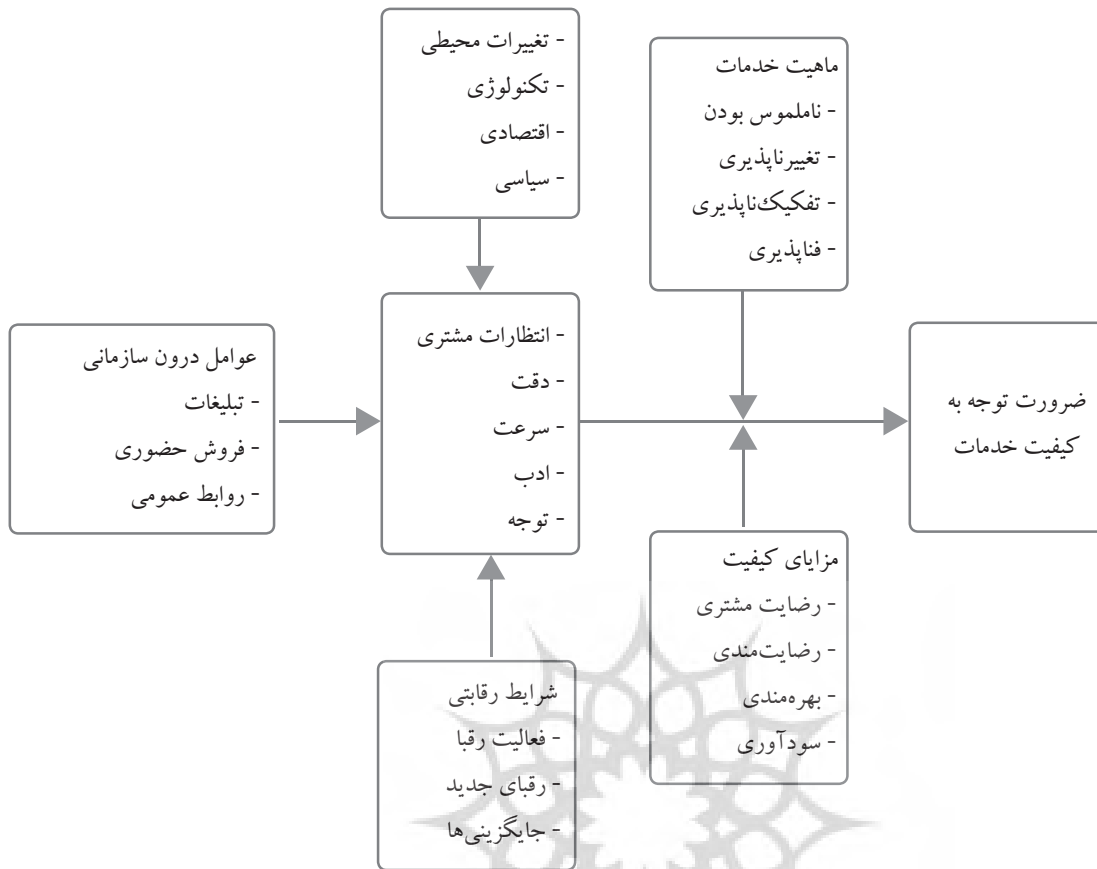 - تغییرات محیطی
- تکنولوژی
- اقتصادی
- سیاسی
ماهیت خدمات
- ناملموس بودن
- تغییرناپذیری
- تفکیک‌ناپذیری
- فناپذیری
عوامل درون سازمانی
- تبلیغات
- فروش حضوری
- روابط عمومی
- انتظارات مشتری
- دقت
- سرعت
- ادب
- توجه
ضرورت توجه به
کیفیت خدمات
شرایط رقابتی
- فعالیت رقبا
- رقبای جدید
- جایگزینی‌ها
مزایای کیفیت
- رضایت مشتری
- رضایت‌مندی
- بهره‌مندی
- سودآوری